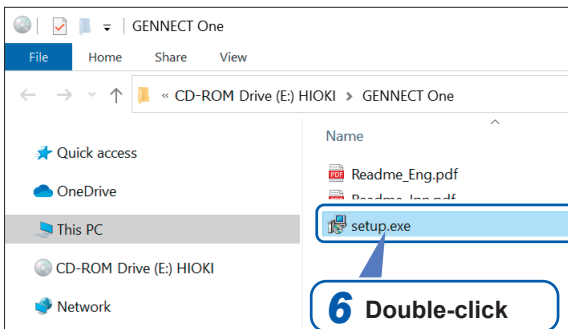 GENNECT One
File Home Share View
« CD-ROM Drive (E:) HIOKI > GENNECT One
Name
Quick access
Readme_Eng.pdf
OneDrive
This PC
setup.exe
CD-ROM Drive (E:) HIOKI
Network
6 Double-click